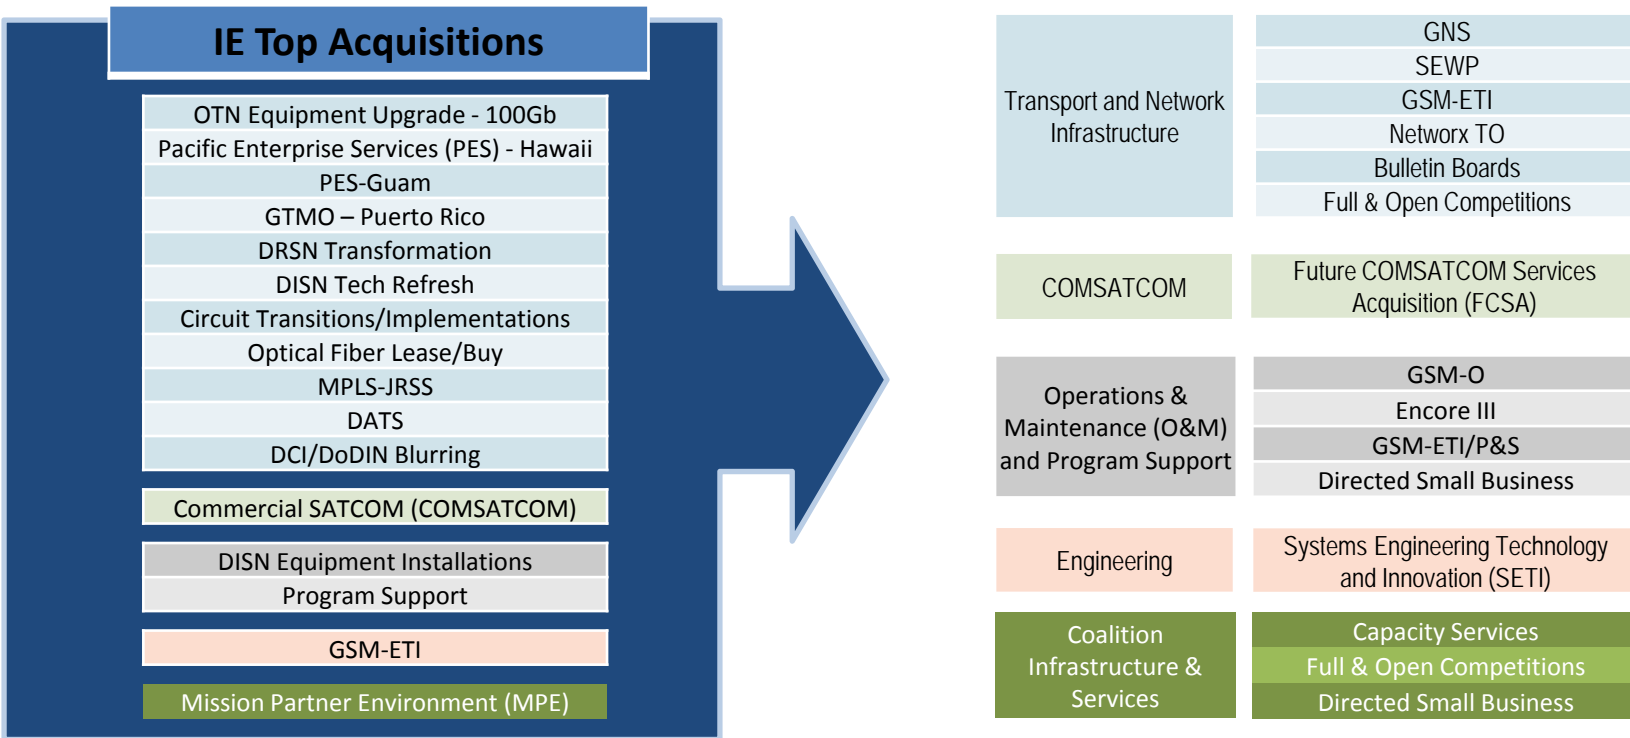 IE Top Acquisitions
OTN Equipment Upgrade - 100Gb
Pacific Enterprise Services (PES) - Hawaii
PES-Guam
GTMO – Puerto Rico
DRSN Transformation
DISN Tech Refresh
Circuit Transitions/Implementations
Optical Fiber Lease/Buy
MPLS-JRSS
DATS
DCI/DoDIN Blurring
Commercial SATCOM (COMSATCOM)
DISN Equipment Installations
Program Support
GSM-ETI
Mission Partner Environment (MPE)
Transport and Network
Infrastructure
GNS
SEWP
GSM-ETI
Networx TO
Bulletin Boards
Full & Open Competitions
COMSATCOM
Future COMSATCOM Services
Acquisition (FCSA)
Operations &
Maintenance (O&M)
and Program Support
GSM-O
Encore III
GSM-ETI/P&S
Directed Small Business
Engineering
Systems Engineering Technology
and Innovation (SETI)
Coalition
Infrastructure &
Services
Capacity Services
Full & Open Competitions
Directed Small Business